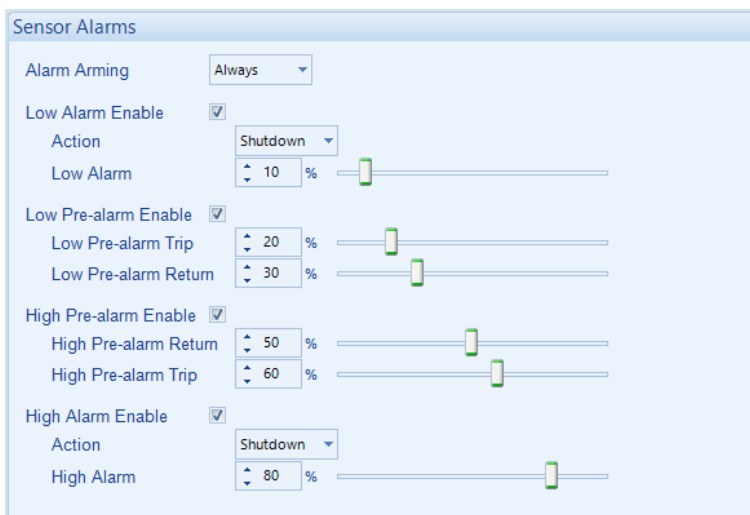 Sensor Alarms
Alarm Arming Always
Low Alarm Enable
Action Shutdown
Low Alarm 10 %
Low Pre-alarm Enable
Low Pre-alarm Trip 20 %
Low Pre-alarm Return 30 %
High Pre-alarm Enable
High Pre-alarm Return 50 %
High Pre-alarm Trip 60 %
High Alarm Enable
Action Shutdown
High Alarm 80 %